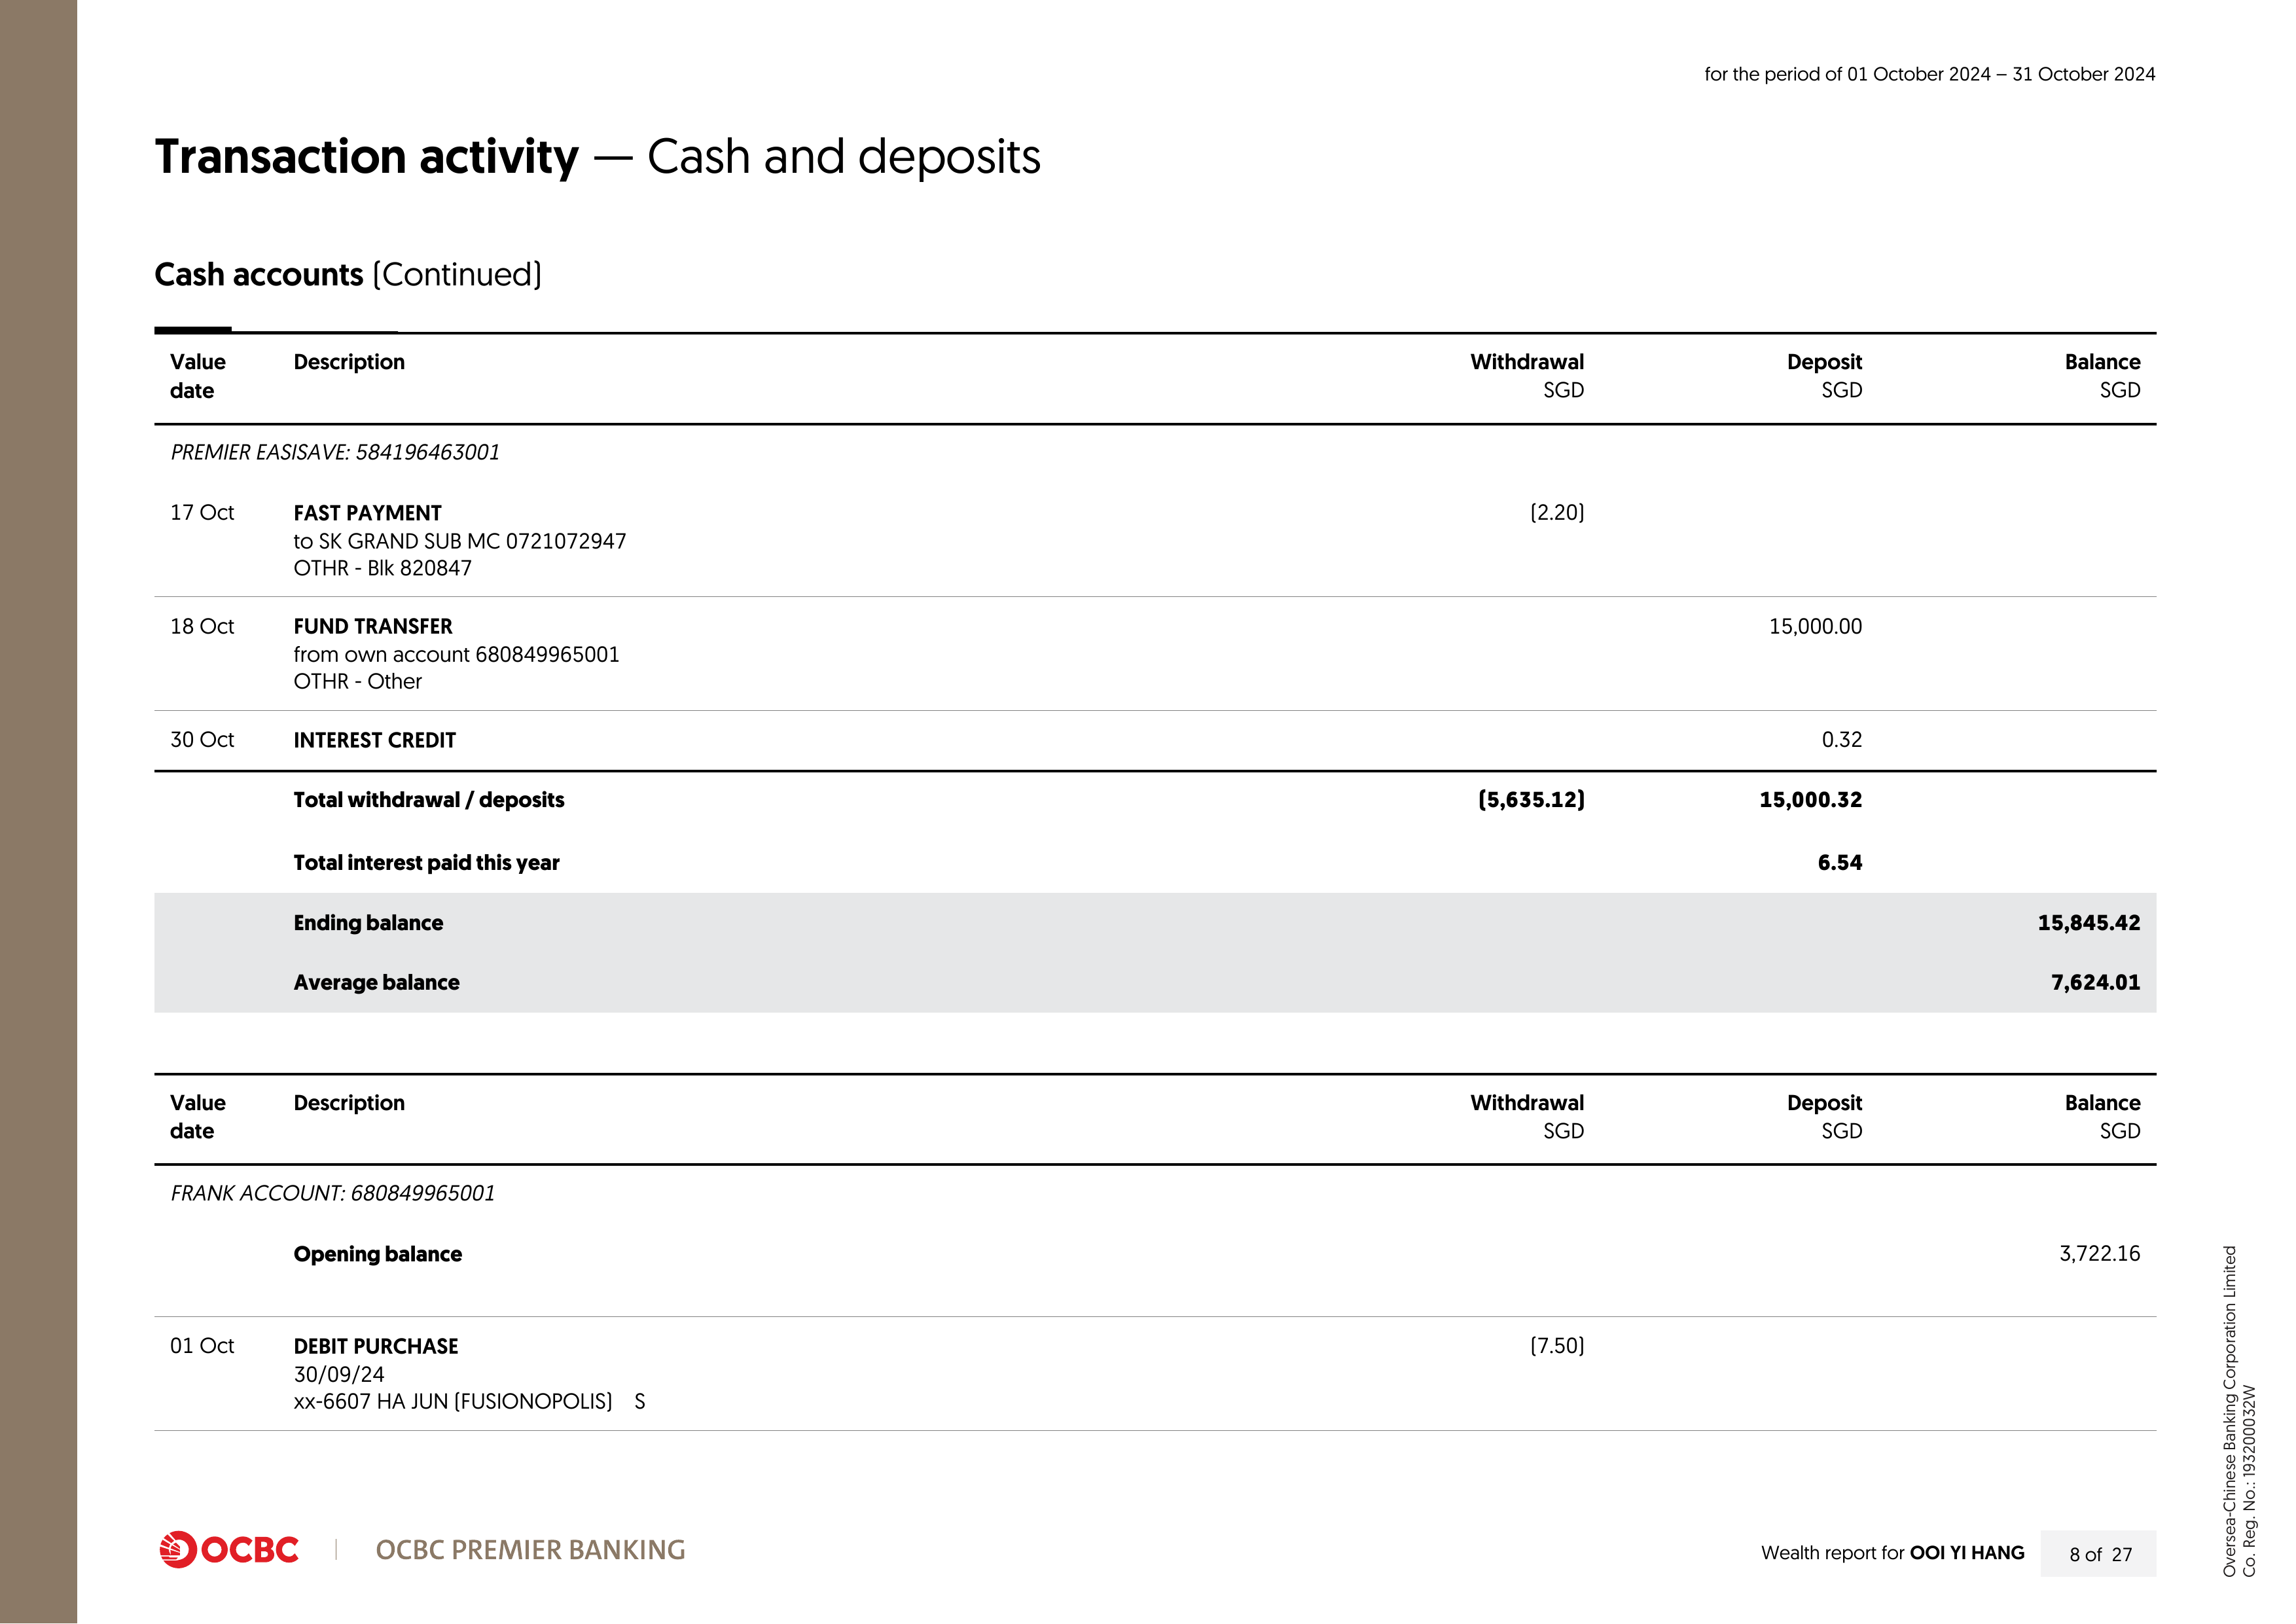 for the period of 01 October 2024 – 31 October 2024
Transaction activity — Cash and deposits
Cash accounts (Continued)
Value date Description Withdrawal SGD Deposit SGD Balance SGD
PREMIER EASISAVE: 584196463001
17 Oct FAST PAYMENT (2.20)
to SK GRAND SUB MC 0721072947
OTHR - Blk 820847
18 Oct FUND TRANSFER 15,000.00
from own account 680849965001
OTHR - Other
30 Oct INTEREST CREDIT 0.32
Total withdrawal / deposits (5,635.12) 15,000.32
Total interest paid this year 6.54
Ending balance 15,845.42
Average balance 7,624.01
Value date Description Withdrawal SGD Deposit SGD Balance SGD
FRANK ACCOUNT: 680849965001
Opening balance 3,722.16
01 Oct DEBIT PURCHASE (7.50)
30/09/24
xx-6607 HA JUN (FUSIONOPOLIS) S
OCBC | OCBC PREMIER BANKING
Wealth report for OOI YI HANG 8 of 27
Oversea-Chinese Banking Corporation Limited
Co. Reg. No.: 193200032W